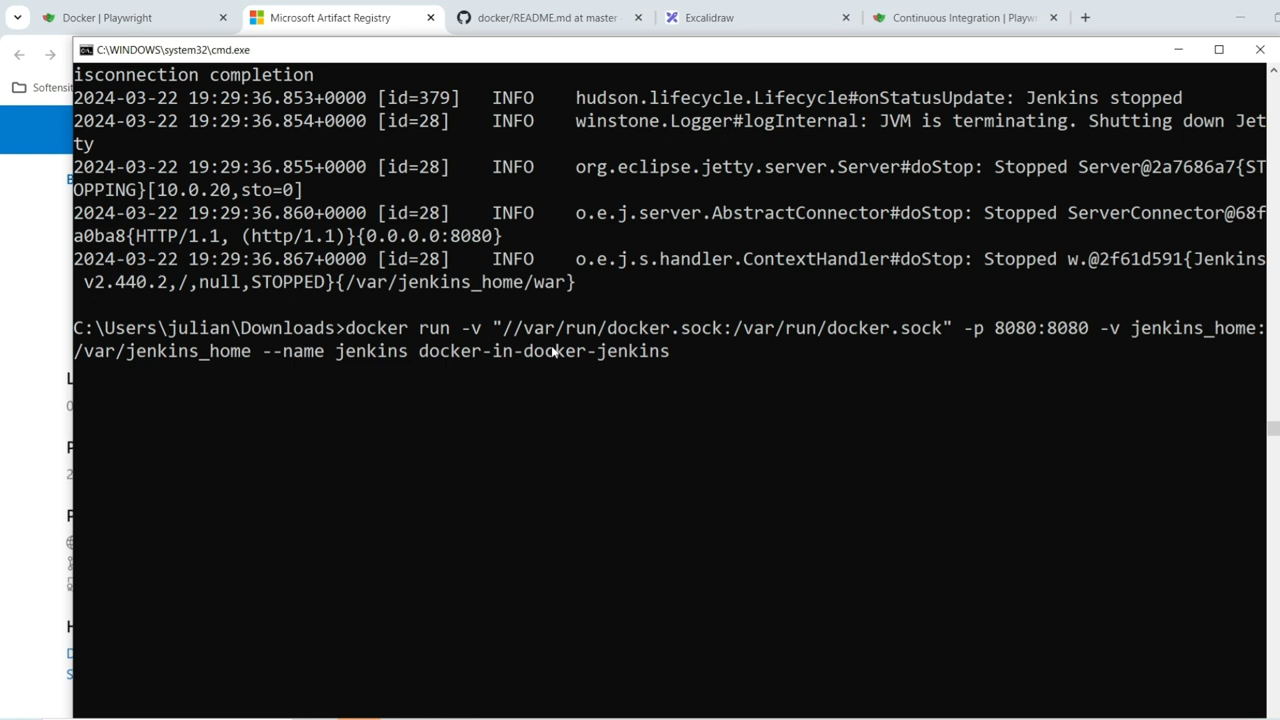 Docker | Playwright
Microsoft Artifact Registry
docker/README.md at master
Excalidraw
Continuous Integration | Playw
C:\WINDOWS\system32\cmd.exe
Softensit
isconnection completion
2024-03-22 19:29:36.853+0000 [id=379]   INFO    hudson.lifecycle.Lifecycle#onStatusUpdate: Jenkins stopped
2024-03-22 19:29:36.854+0000 [id=28]    INFO    winstone.Logger#logInternal: JVM is terminating. Shutting down Jet
ty
2024-03-22 19:29:36.855+0000 [id=28]    INFO    org.eclipse.jetty.server.Server#doStop: Stopped Server@2a7686a7{ST
OPPING}[10.0.20,sto=0]
2024-03-22 19:29:36.860+0000 [id=28]    INFO    o.e.j.server.AbstractConnector#doStop: Stopped ServerConnector@68f
a0ba8{HTTP/1.1, (http/1.1)}{0.0.0.0:8080}
2024-03-22 19:29:36.867+0000 [id=28]    INFO    o.e.j.s.handler.ContextHandler#doStop: Stopped w.@2f61d591{Jenkins
 v2.440.2,/,null,STOPPED}{/var/jenkins_home/war}
C:\Users\julian\Downloads>docker run -v "//var/run/docker.sock:/var/run/docker.sock" -p 8080:8080 -v jenkins_home:
/var/jenkins_home --name jenkins docker-in-docker-jenkins